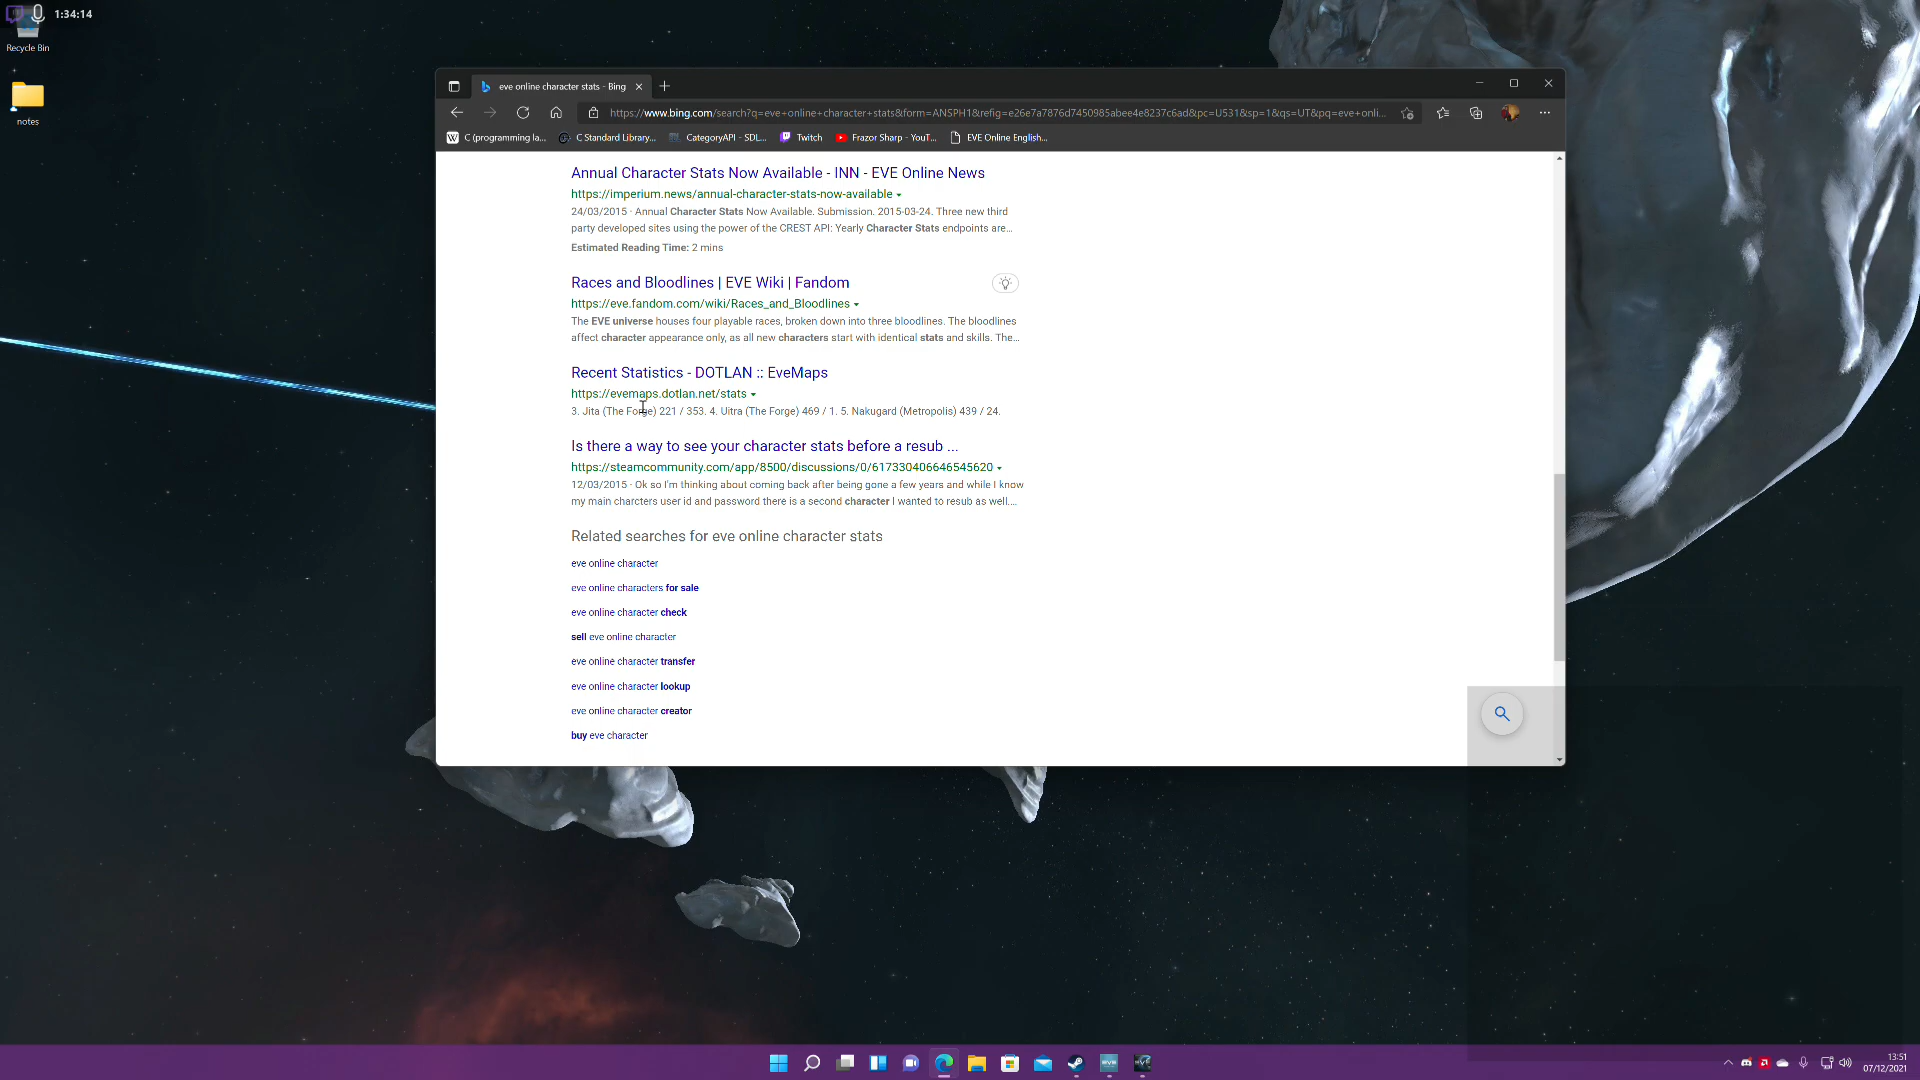 1:34:14
Recycle Bin
notes
eve online character stats - Bing
https://www.bing.com/search?q=eve+online+character+stats&form=ANSPH1&refig=e26e7a7876d7450985abee4e8237c6ad&pc=U531&sp=1&qs=UT&pq=eve+onli...
C (programming la...
C Standard Library...
CategoryAPI - SDL...
Twitch
Frazor Sharp - YouT...
EVE Online English...
Annual Character Stats Now Available - INN - EVE Online News
https://imperium.news/annual-character-stats-now-available
24/03/2015 · Annual Character Stats Now Available. Submission. 2015-03-24. Three new third
party developed sites using the power of the CREST API: Yearly Character Stats endpoints are...
Estimated Reading Time: 2 mins
Races and Bloodlines | EVE Wiki | Fandom
https://eve.fandom.com/wiki/Races_and_Bloodlines
The EVE universe houses four playable races, broken down into three bloodlines. The bloodlines
affect character appearance only, as all new characters start with identical stats and skills. The...
Recent Statistics - DOTLAN :: EveMaps
https://evemaps.dotlan.net/stats
3. Jita (The Forge) 221 / 353. 4. Uitra (The Forge) 469 / 1. 5. Nakugard (Metropolis) 439 / 24.
Is there a way to see your character stats before a resub ...
https://steamcommunity.com/app/8500/discussions/0/617330406646545620
12/03/2015 · Ok so I'm thinking about coming back after being gone a few years and while I know
my main charcters user id and password there is a second character I wanted to resub as well....
Related searches for eve online character stats
eve online character
eve online characters for sale
eve online character check
sell eve online character
eve online character transfer
eve online character lookup
eve online character creator
buy eve character
13:51
07/12/2021